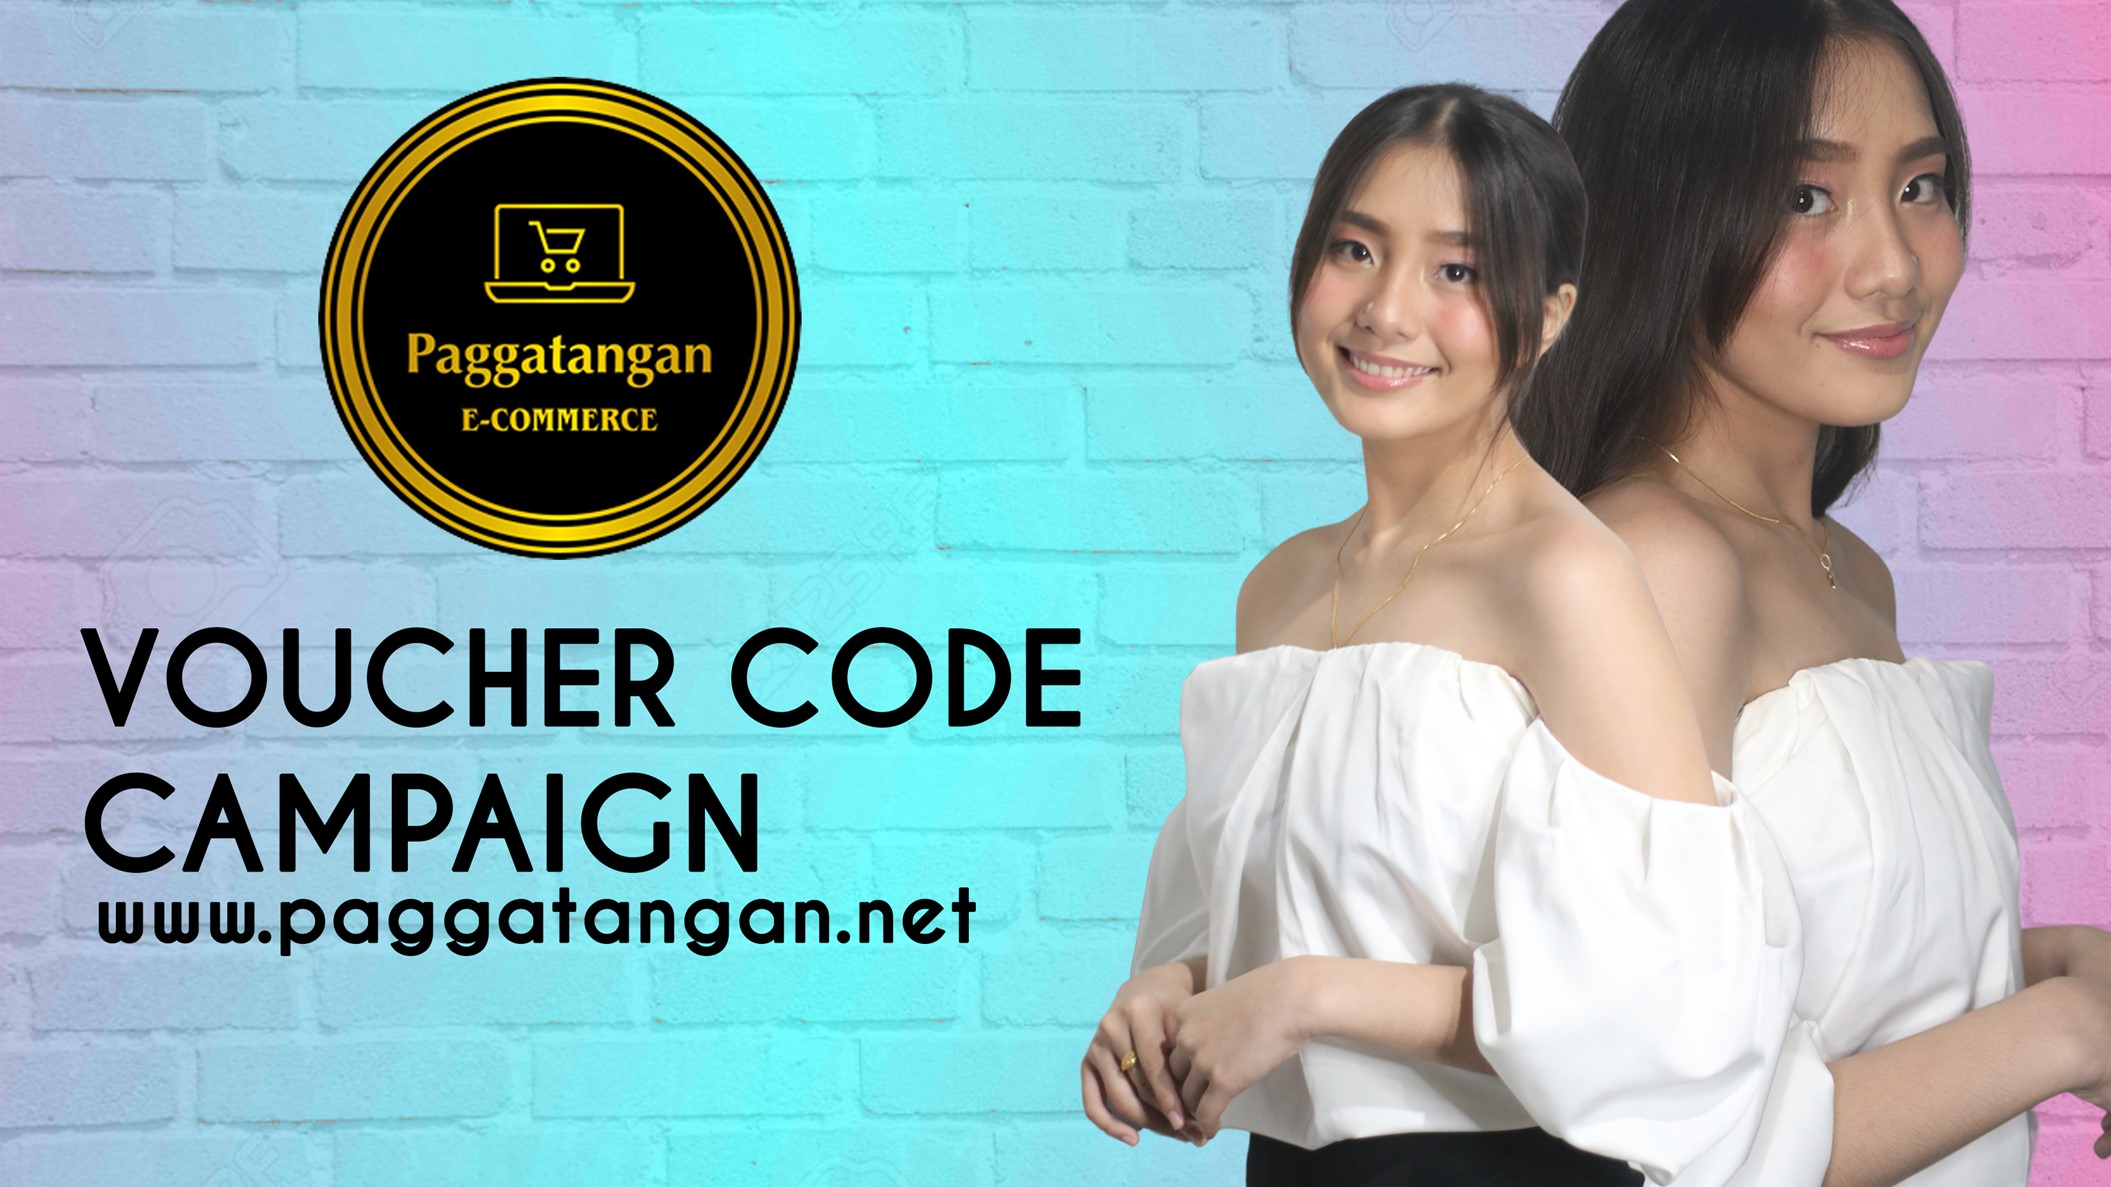 Paggatangan
E-COMMERCE
VOUCHER CODE
CAMPAIGN
www.paggatangan.net